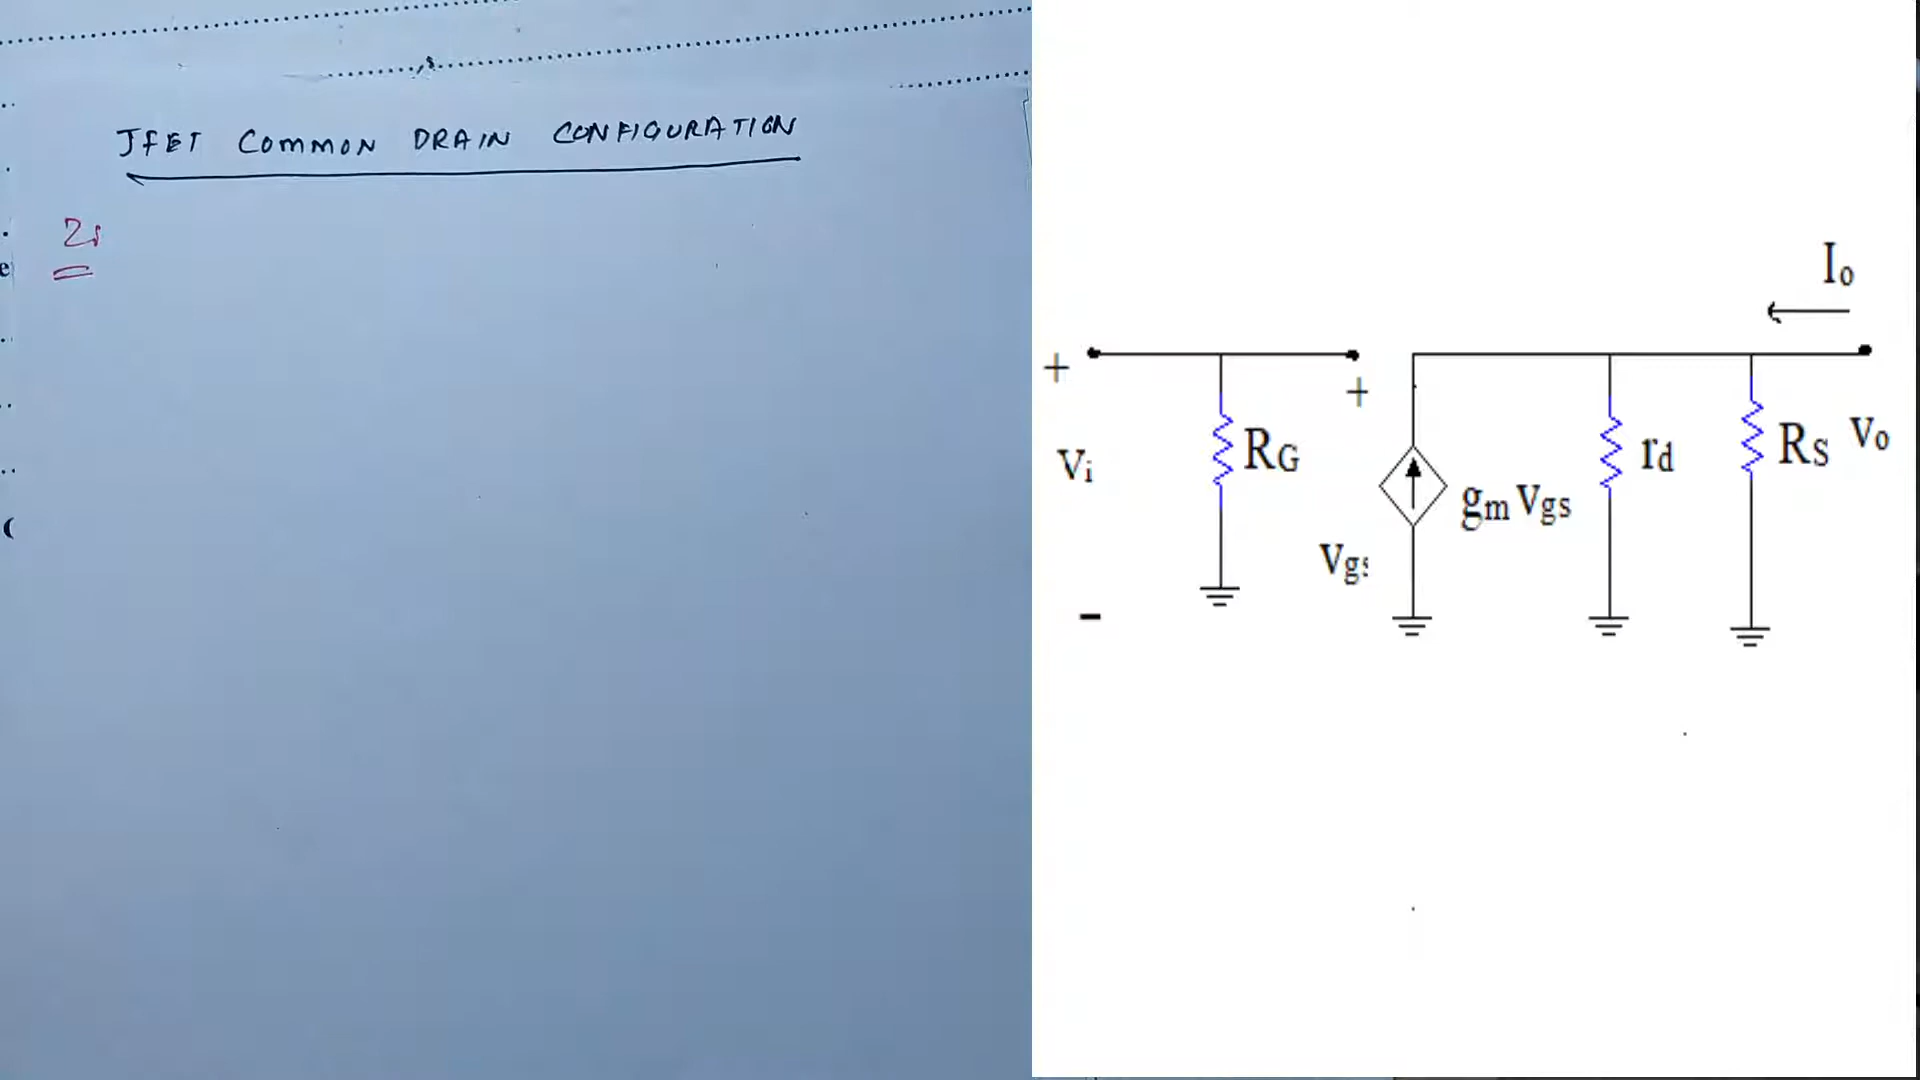 JFET COMMON DRAIN CONFIGURATION
Zi
Io
+
+
Vi
RG
gm Vgs
rd
RS
Vo
Vgs
-